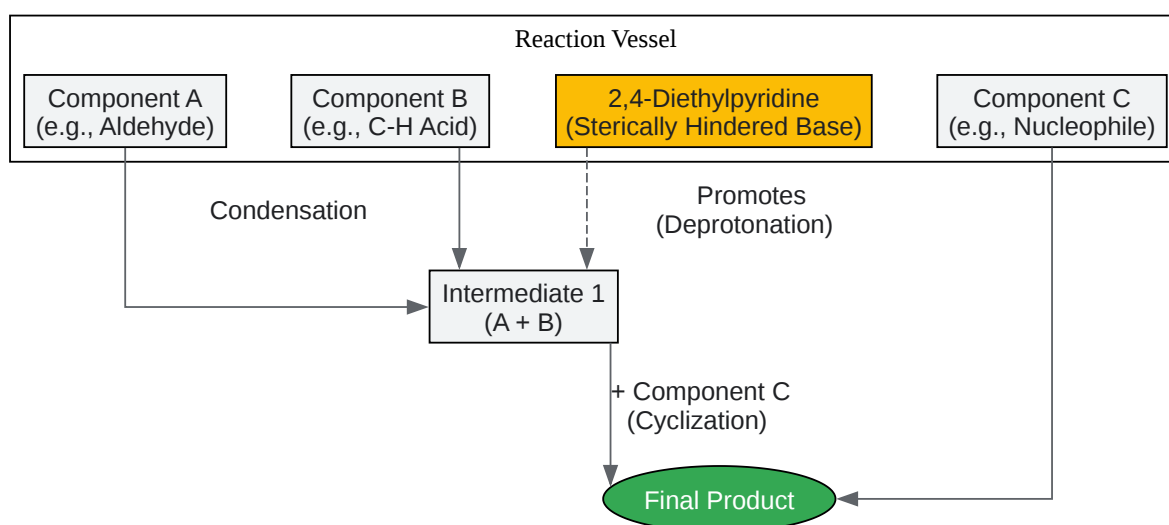 Reaction Vessel
Component A
(e.g., Aldehyde)
Component B
(e.g., C-H Acid)
2,4-Diethylpyridine
(Sterically Hindered Base)
Component C
(e.g., Nucleophile)
Condensation
Promotes
(Deprotonation)
Intermediate 1
(A + B)
+ Component C
(Cyclization)
Final Product